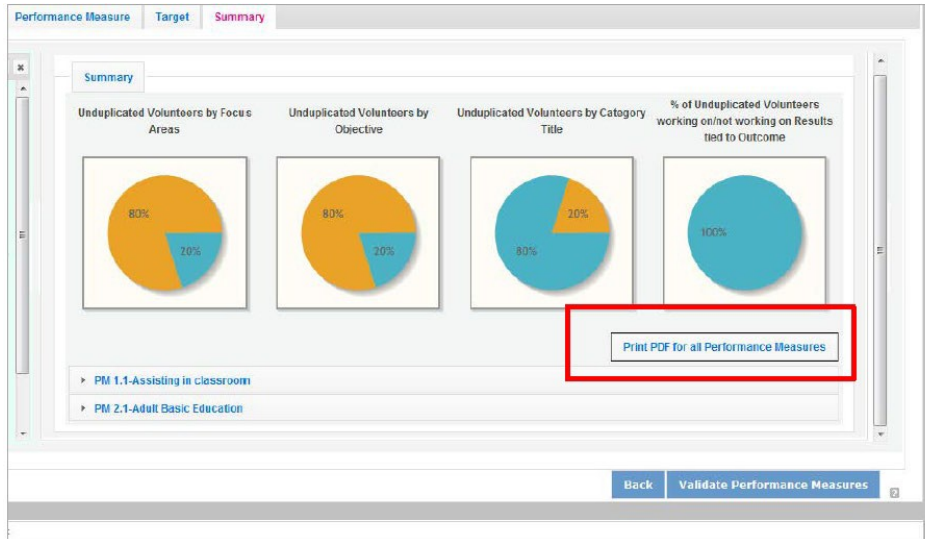 Performance Measure Target Summary
Summary
Unduplicated Volunteers by Focus
Areas
Unduplicated Volunteers by
Objective
Unduplicated Volunteers by Category
Title
% of Unduplicated Volunteers
working on/not working on Results
tied to Outcome
80%
20%
80%
20%
20%
80%
100%
Print PDF for all Performance Measures
PM 1.1-Assisting in classroom
PM 2.1-Adult Basic Education
Back Validate Performance Measures